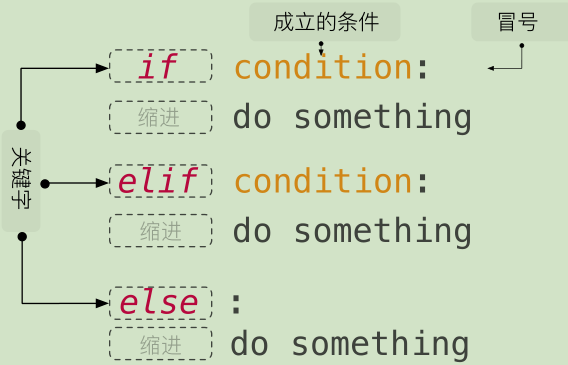 成立的条件
冒号
if condition:
缩进 do something
关键字
elif condition:
缩进 do something
else :
缩进 do something